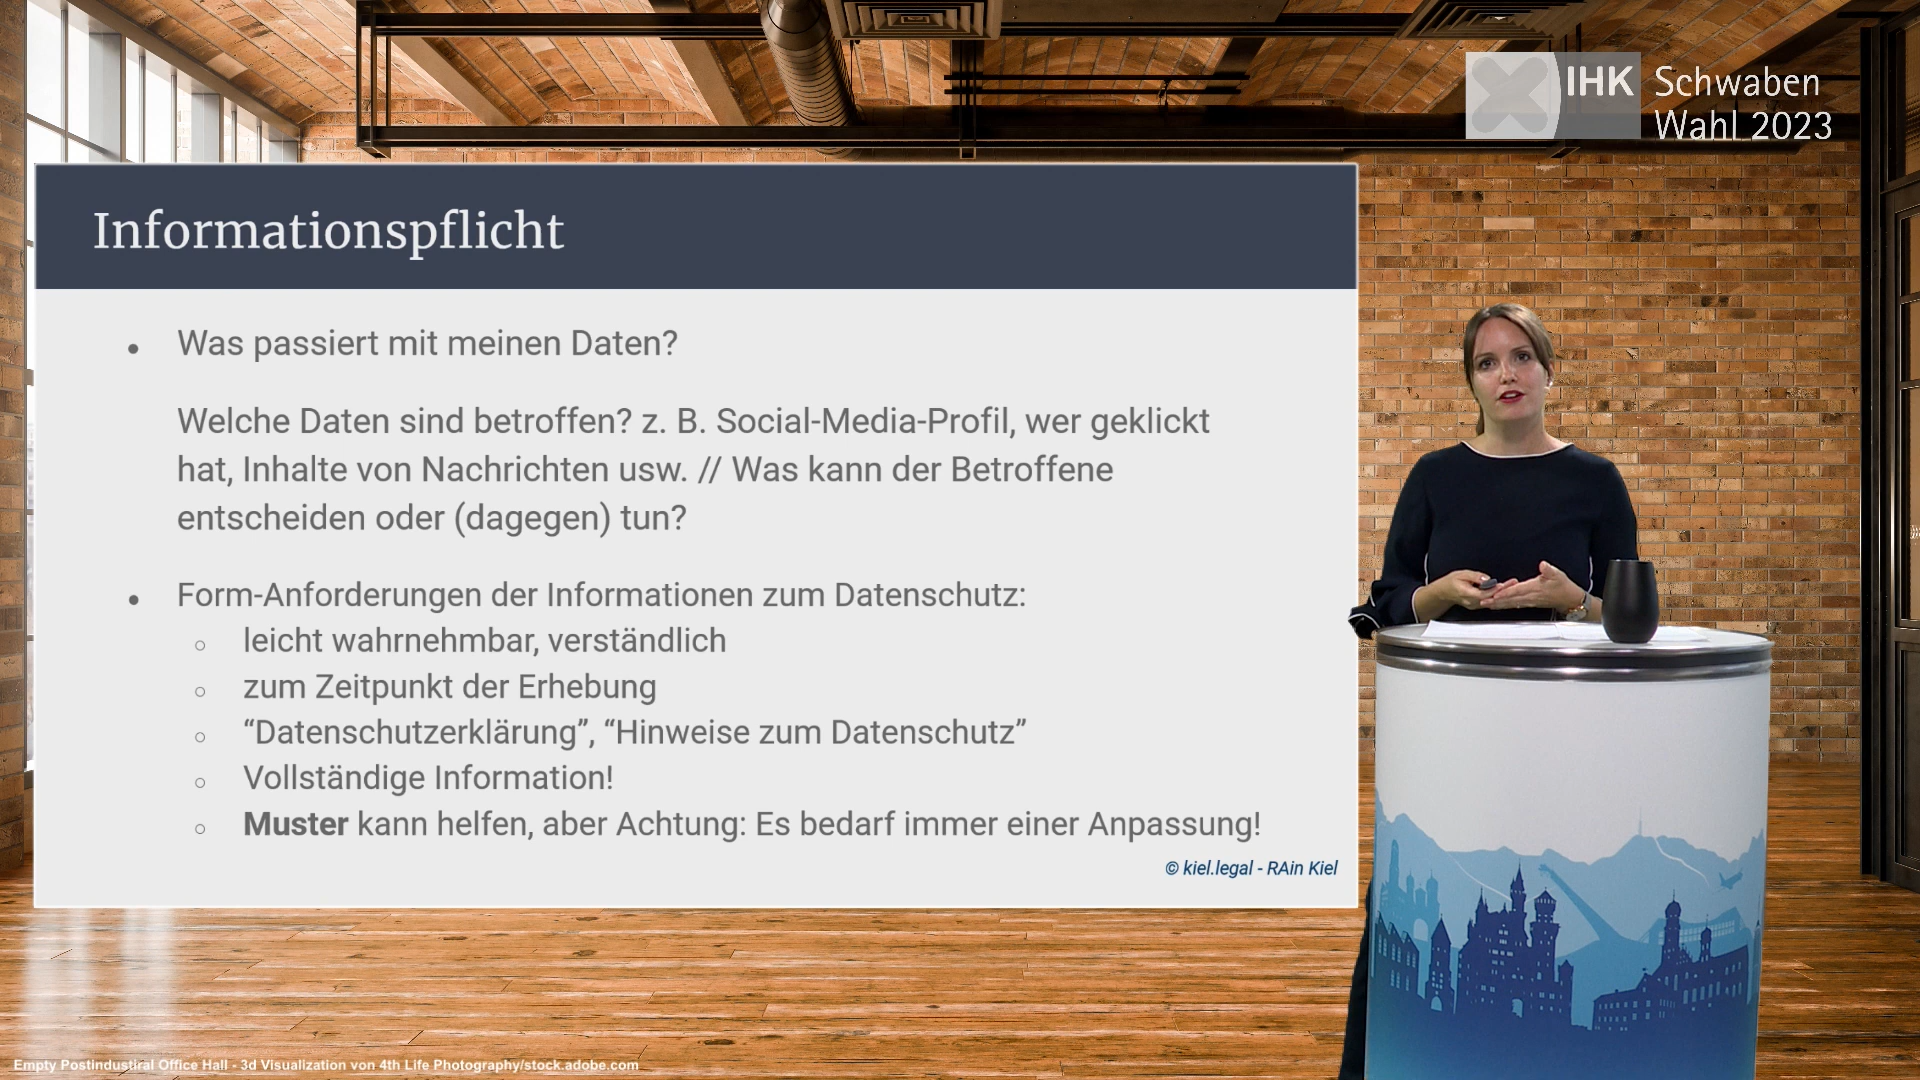 IHK Schwaben
Wahl 2023
Informationspflicht
• Was passiert mit meinen Daten?
Welche Daten sind betroffen? z. B. Social-Media-Profil, wer geklickt
hat, Inhalte von Nachrichten usw. // Was kann der Betroffene
entscheiden oder (dagegen) tun?
• Form-Anforderungen der Informationen zum Datenschutz:
○ leicht wahrnehmbar, verständlich
○ zum Zeitpunkt der Erhebung
○ “Datenschutzerklärung”, “Hinweise zum Datenschutz”
○ Vollständige Information!
○ Muster kann helfen, aber Achtung: Es bedarf immer einer Anpassung!
© kiel.legal - RAin Kiel
Empty Postindustiral Office Hall - 3d Visualization von 4th Life Photography/stock.adobe.com